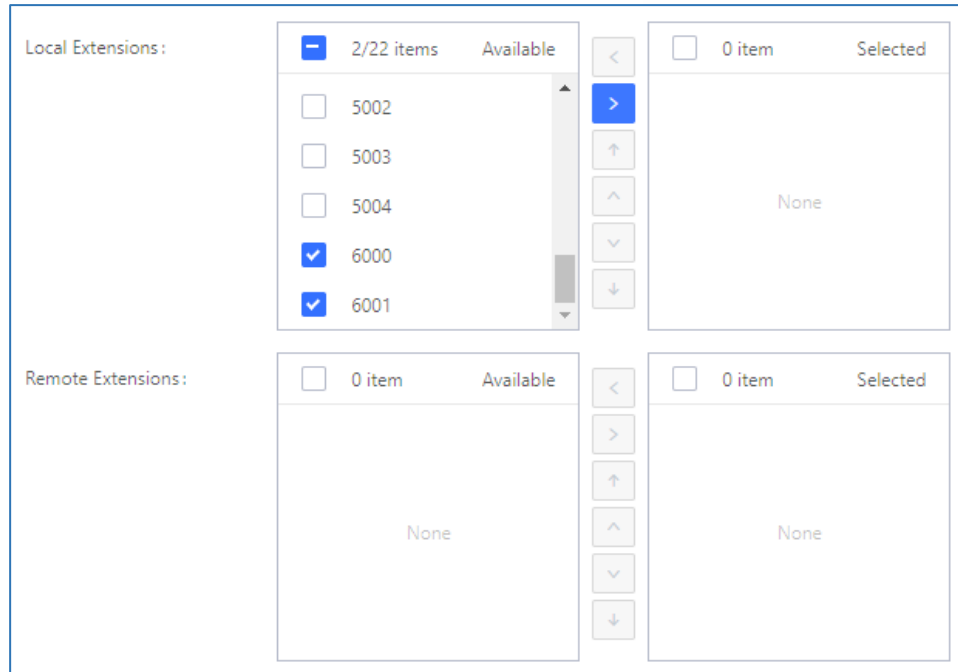 Local Extensions:
2/22 items Available
0 item Selected
5002
5003
5004
6000
6001
None
Remote Extensions:
0 item Available
0 item Selected
None
None